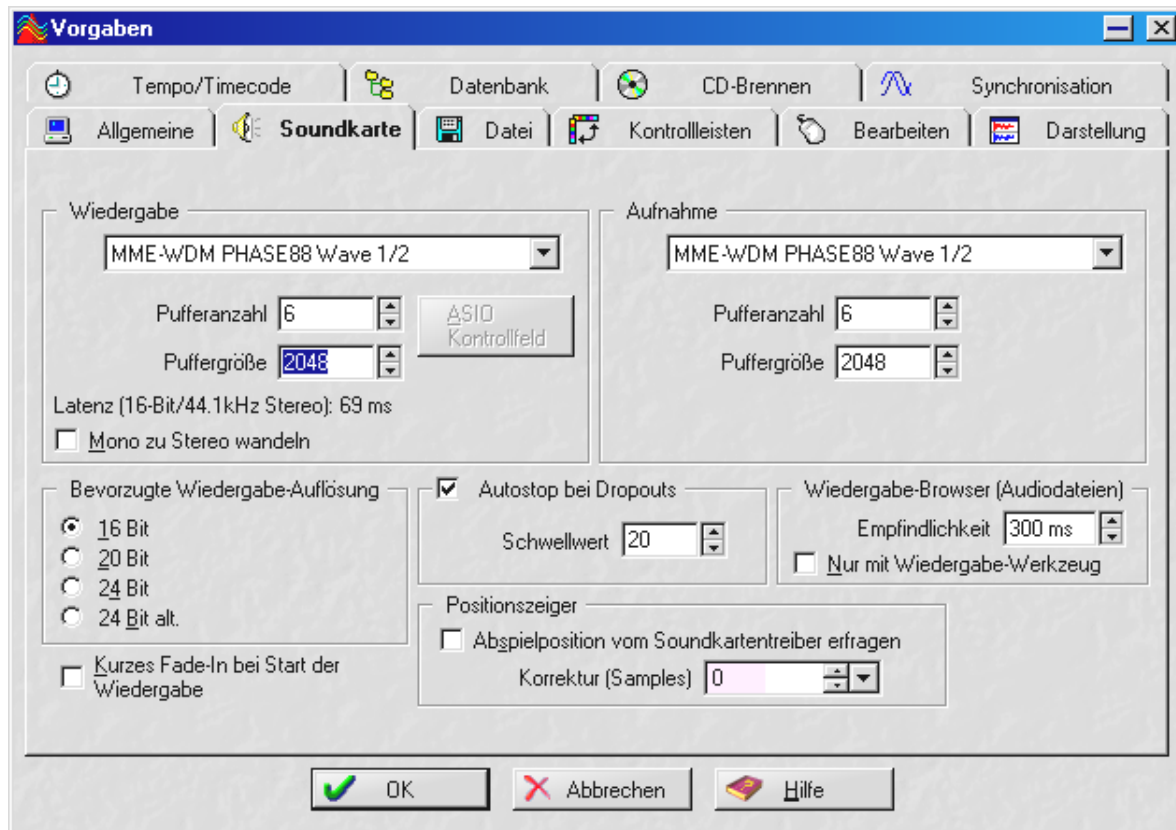 Vorgaben
Tempo/Timecode
Datenbank
CD-Brennen
Synchronisation
Allgemeine
Soundkarte
Datei
Kontrollleisten
Bearbeiten
Darstellung
Wiedergabe
MME-WDM PHASE88 Wave 1/2
Pufferanzahl 6
ASIO
Kontrollfeld
Puffergröße 2048
Latenz (16-Bit/44.1kHz Stereo): 69 ms
Mono zu Stereo wandeln
Aufnahme
MME-WDM PHASE88 Wave 1/2
Pufferanzahl 6
Puffergröße 2048
Bevorzugte Wiedergabe-Auflösung
16 Bit
20 Bit
24 Bit
24 Bit alt.
Autostop bei Dropouts
Schwellwert 20
Wiedergabe-Browser (Audiodateien)
Empfindlichkeit 300 ms
Nur mit Wiedergabe-Werkzeug
Positionszeiger
Abspielposition vom Soundkartentreiber erfragen
Korrektur (Samples) 0
Kurzes Fade-In bei Start der
Wiedergabe
OK
Abbrechen
Hilfe